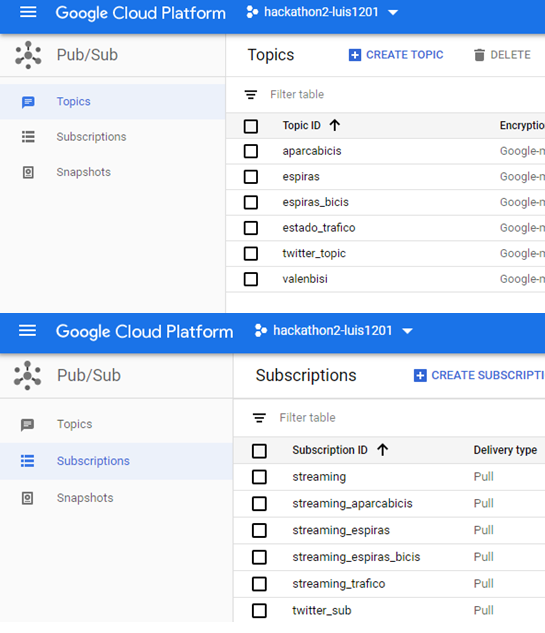 Google Cloud Platform hackathon2-luis1201
Pub/Sub Topics CREATE TOPIC DELETE
Topics
Subscriptions
Snapshots
Filter table
Topic ID Encryptio
aparcabicis Google-m
espiras Google-m
espiras_bicis Google-m
estado_trafico Google-m
twitter_topic Google-m
valenbisi Google-m
Google Cloud Platform hackathon2-luis1201
Pub/Sub Subscriptions CREATE SUBSCRIPTI
Topics
Subscriptions
Snapshots
Filter table
Subscription ID Delivery type
streaming Pull
streaming_aparcabicis Pull
streaming_espiras Pull
streaming_espiras_bicis Pull
streaming_trafico Pull
twitter_sub Pull